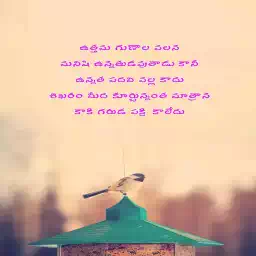 ఉత్తమ గుణాల వలన
మనిషి ఉన్నతుడవుతాడు కానీ
ఉన్నత పదవి వల్ల కాదు
శిఖరం మీద కూర్చున్నంత మాత్రాన
కాకి గరుడ పక్షి కాలేదు